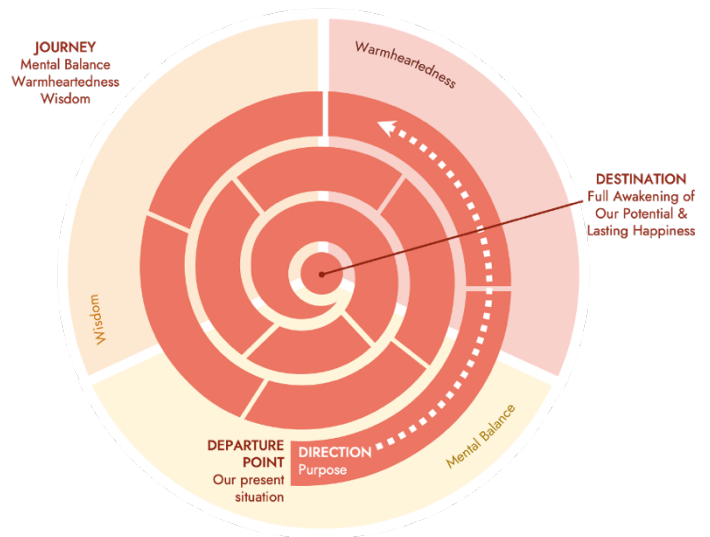 JOURNEY
Mental Balance
Warmheartedness
Wisdom
Warmheartedness
DESTINATION
Full Awakening of
Our Potential &
Lasting Happiness
Wisdom
Mental Balance
DEPARTURE
POINT
Our present
situation
DIRECTION
Purpose